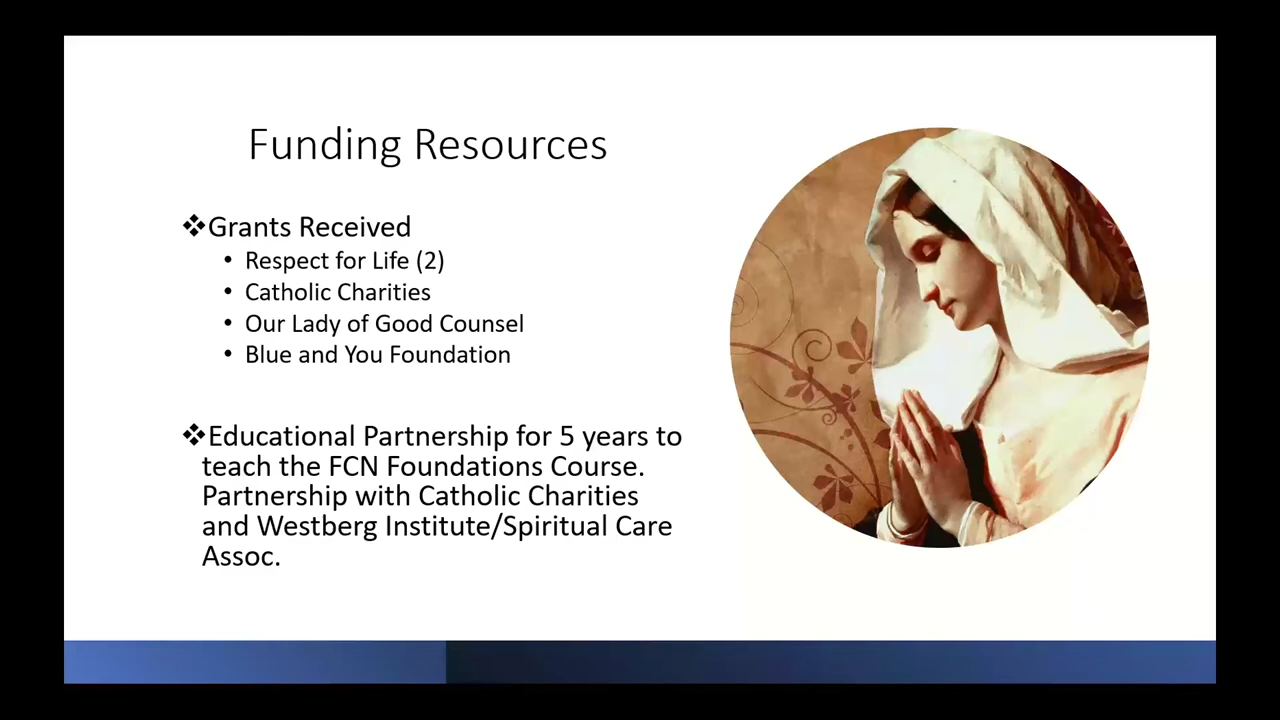 Funding Resources
❖Grants Received
• Respect for Life (2)
• Catholic Charities
• Our Lady of Good Counsel
• Blue and You Foundation
❖Educational Partnership for 5 years to
teach the FCN Foundations Course.
Partnership with Catholic Charities
and Westberg Institute/Spiritual Care
Assoc.